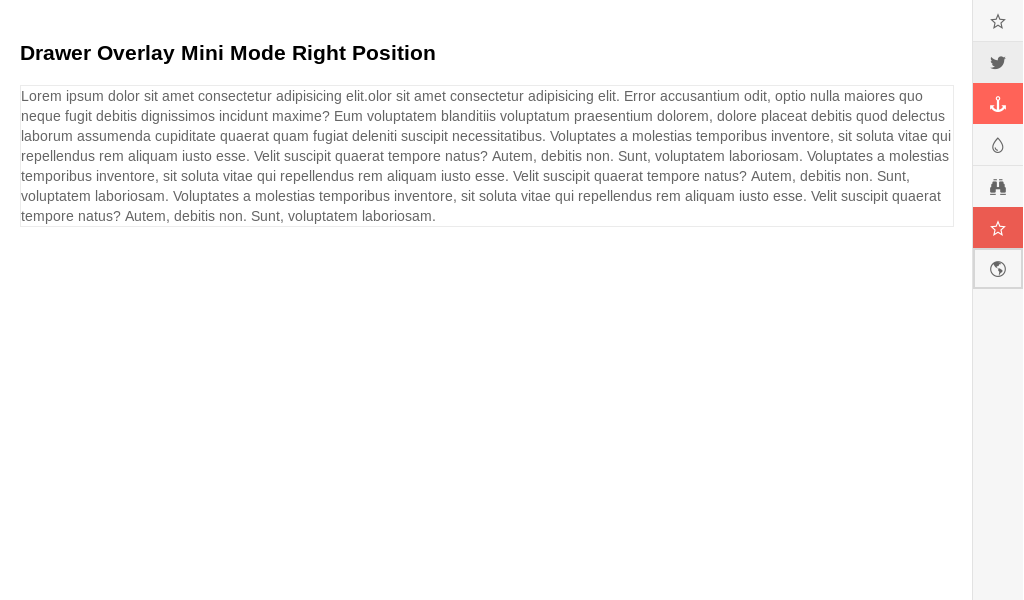 Drawer Overlay Mini Mode Right Position
Lorem ipsum dolor sit amet consectetur adipisicing elit.olor sit amet consectetur adipisicing elit. Error accusantium odit, optio nulla maiores quo
neque fugit debitis dignissimos incidunt maxime? Eum voluptatem blanditiis voluptatum praesentium dolorem, dolore placeat debitis quod delectus
laborum assumenda cupiditate quaerat quam fugiat deleniti suscipit necessitatibus. Voluptates a molestias temporibus inventore, sit soluta vitae qui
repellendus rem aliquam iusto esse. Velit suscipit quaerat tempore natus? Autem, debitis non. Sunt, voluptatem laboriosam. Voluptates a molestias
temporibus inventore, sit soluta vitae qui repellendus rem aliquam iusto esse. Velit suscipit quaerat tempore natus? Autem, debitis non. Sunt,
voluptatem laboriosam. Voluptates a molestias temporibus inventore, sit soluta vitae qui repellendus rem aliquam iusto esse. Velit suscipit quaerat
tempore natus? Autem, debitis non. Sunt, voluptatem laboriosam.